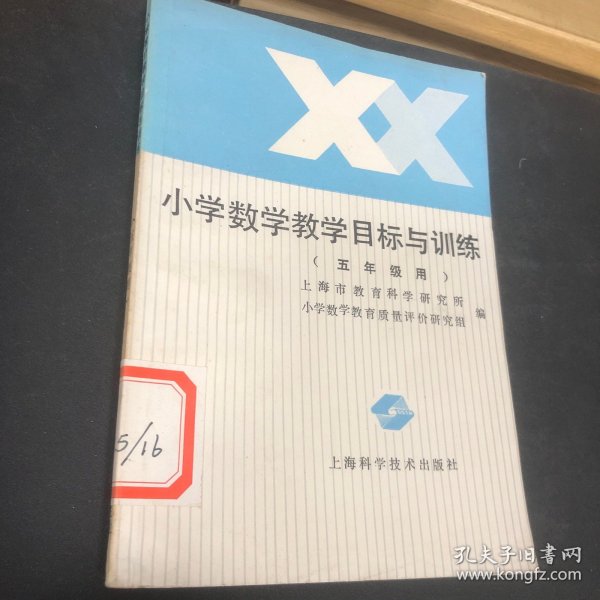 XX
小学数学教学目标与训练
（五年级用）
上海市教育科学研究所
小学数学教育质量评价研究组 编
上海科学技术出版社
5/16
孔夫子旧书网
www.kongfz.com